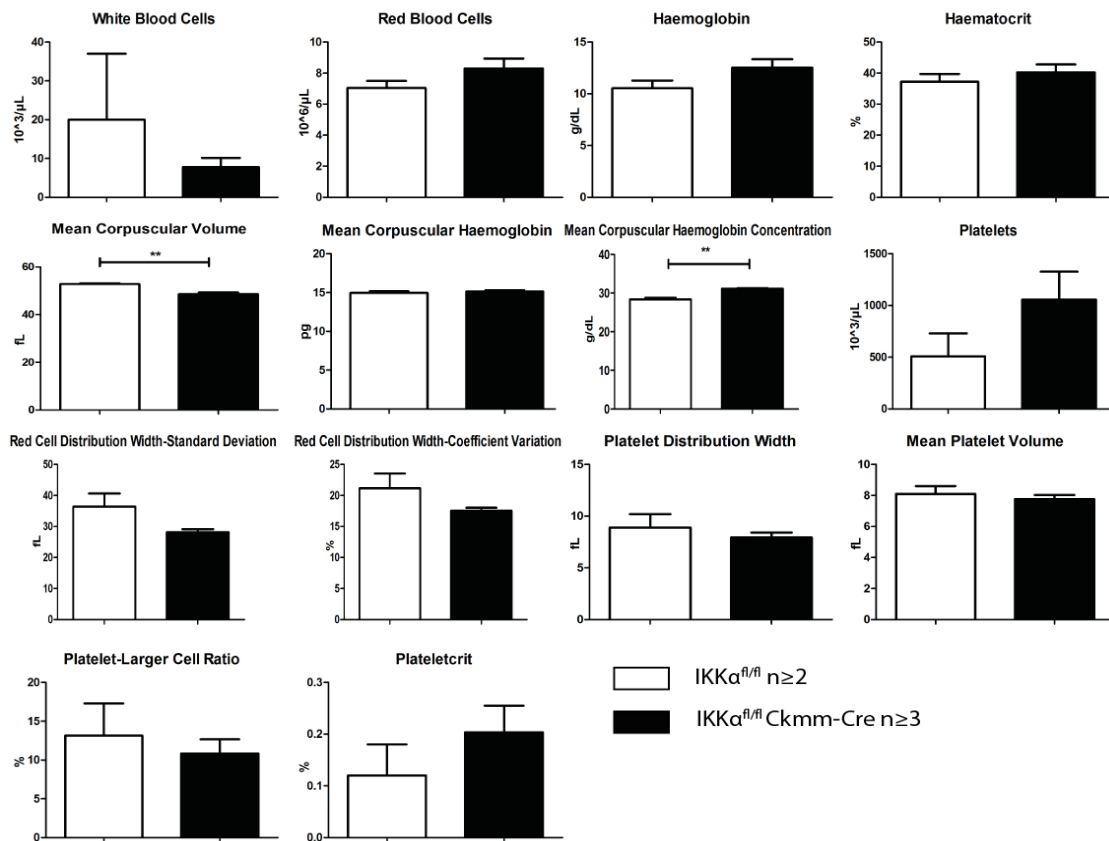 White Blood Cells
40
30
20
10
0
10^3/µL
Red Blood Cells
10
8
6
4
2
0
10^6/µL
Haemoglobin
15
10
5
0
g/dL
Haematocrit
50
40
30
20
10
0
%
Mean Corpuscular Volume
60
40
20
0
fL
**
Mean Corpuscular Haemoglobin
20
15
10
5
0
pg
Mean Corpuscular Haemoglobin Concentration
40
30
20
10
0
g/dL
**
Platelets
1500
1000
500
0
10^3/µL
Red Cell Distribution Width-Standard Deviation
50
40
30
20
10
0
fL
Red Cell Distribution Width-Coefficient Variation
25
20
15
10
5
0
%
Platelet Distribution Width
15
10
5
0
fL
Mean Platelet Volume
10
8
6
4
2
0
fL
Platelet-Larger Cell Ratio
20
15
10
5
0
%
Plateletcrit
0.3
0.2
0.1
0.0
%
IKKα^fl/fl n≥2
IKKα^fl/fl Ckmm-Cre n≥3